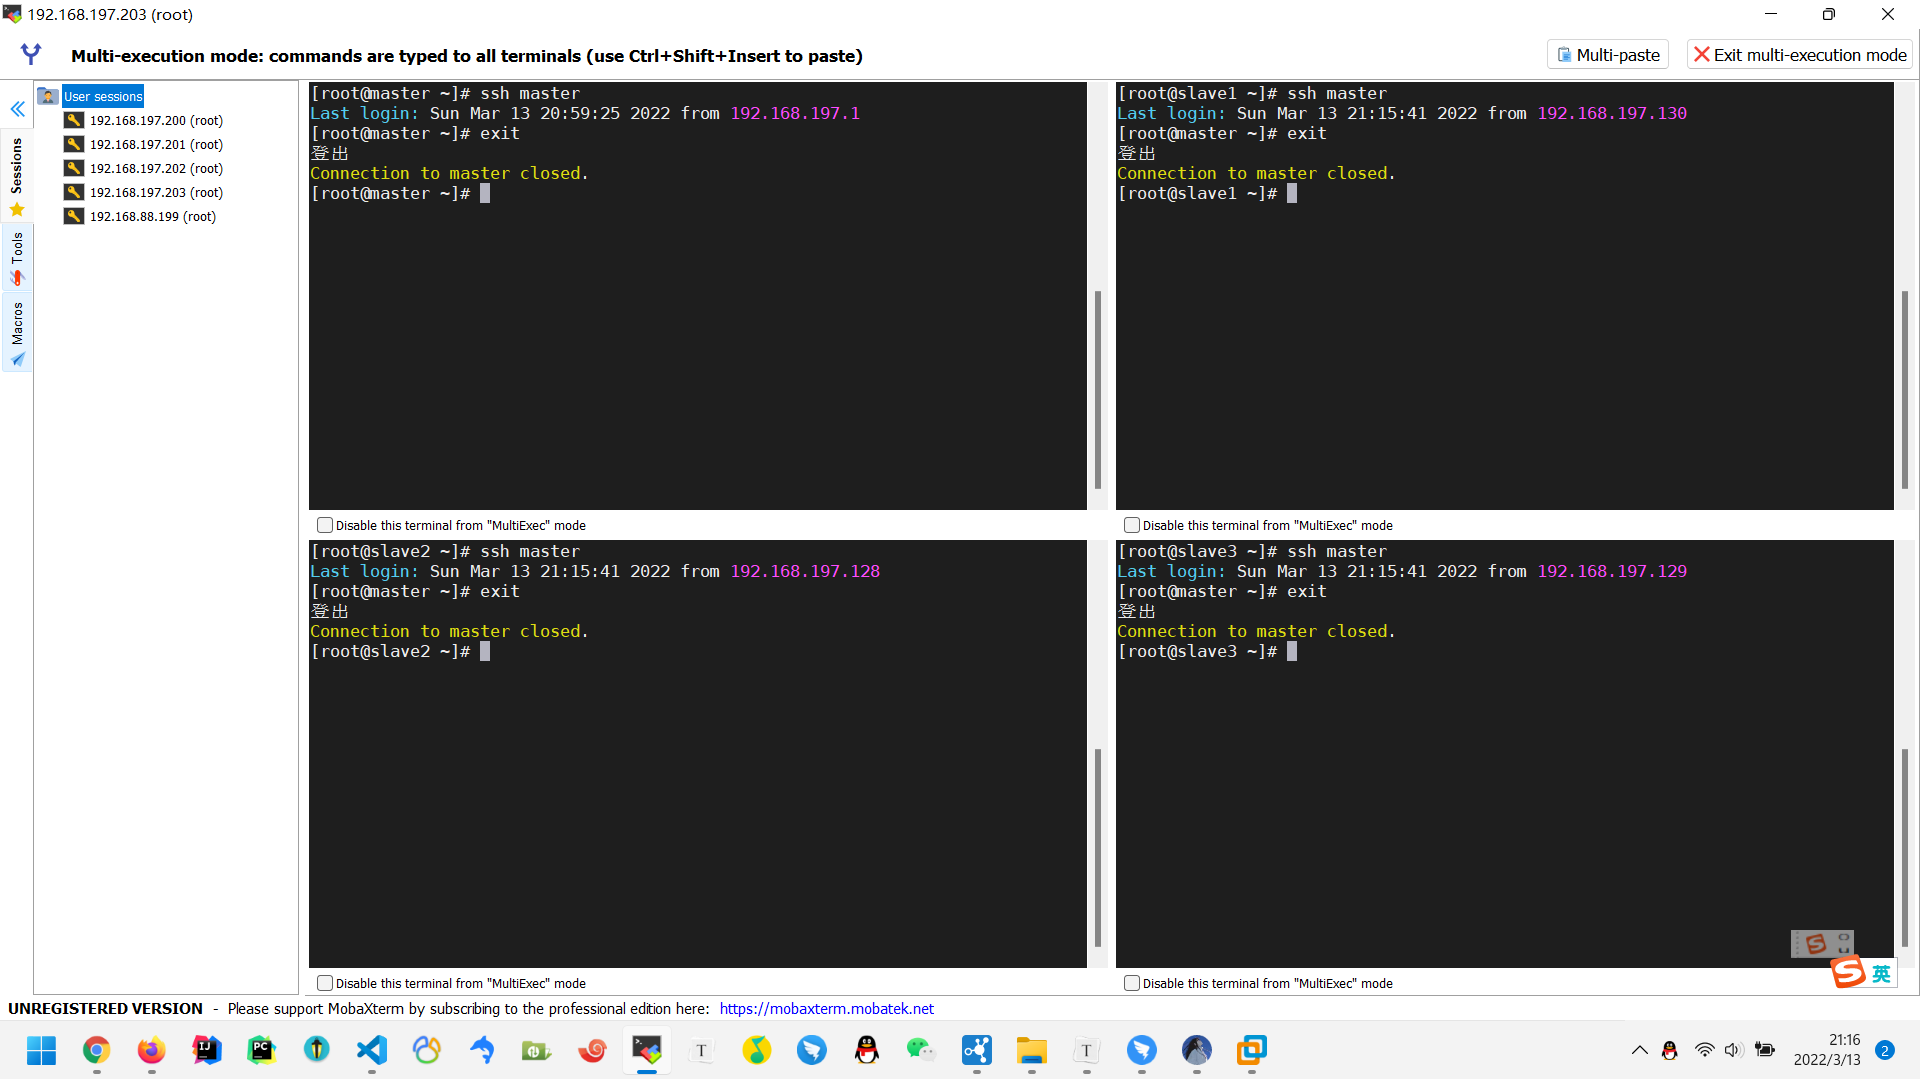 192.168.197.203 (root)
Multi-execution mode: commands are typed to all terminals (use Ctrl+Shift+Insert to paste)
Multi-paste
Exit multi-execution mode
Sessions
Tools
Macros
User sessions
192.168.197.200 (root)
192.168.197.201 (root)
192.168.197.202 (root)
192.168.197.203 (root)
192.168.88.199 (root)
[root@master ~]# ssh master
Last login: Sun Mar 13 20:59:25 2022 from 192.168.197.1
[root@master ~]# exit
登出
Connection to master closed.
[root@master ~]#
Disable this terminal from "MultiExec" mode
[root@slave1 ~]# ssh master
Last login: Sun Mar 13 21:15:41 2022 from 192.168.197.130
[root@master ~]# exit
登出
Connection to master closed.
[root@slave1 ~]#
Disable this terminal from "MultiExec" mode
[root@slave2 ~]# ssh master
Last login: Sun Mar 13 21:15:41 2022 from 192.168.197.128
[root@master ~]# exit
登出
Connection to master closed.
[root@slave2 ~]#
Disable this terminal from "MultiExec" mode
[root@slave3 ~]# ssh master
Last login: Sun Mar 13 21:15:41 2022 from 192.168.197.129
[root@master ~]# exit
登出
Connection to master closed.
[root@slave3 ~]#
Disable this terminal from "MultiExec" mode
S
S 英
UNREGISTERED VERSION - Please support MobaXterm by subscribing to the professional edition here: https://mobaxterm.mobatek.net
IJ
PC
T
T
21:16
2022/3/13
2